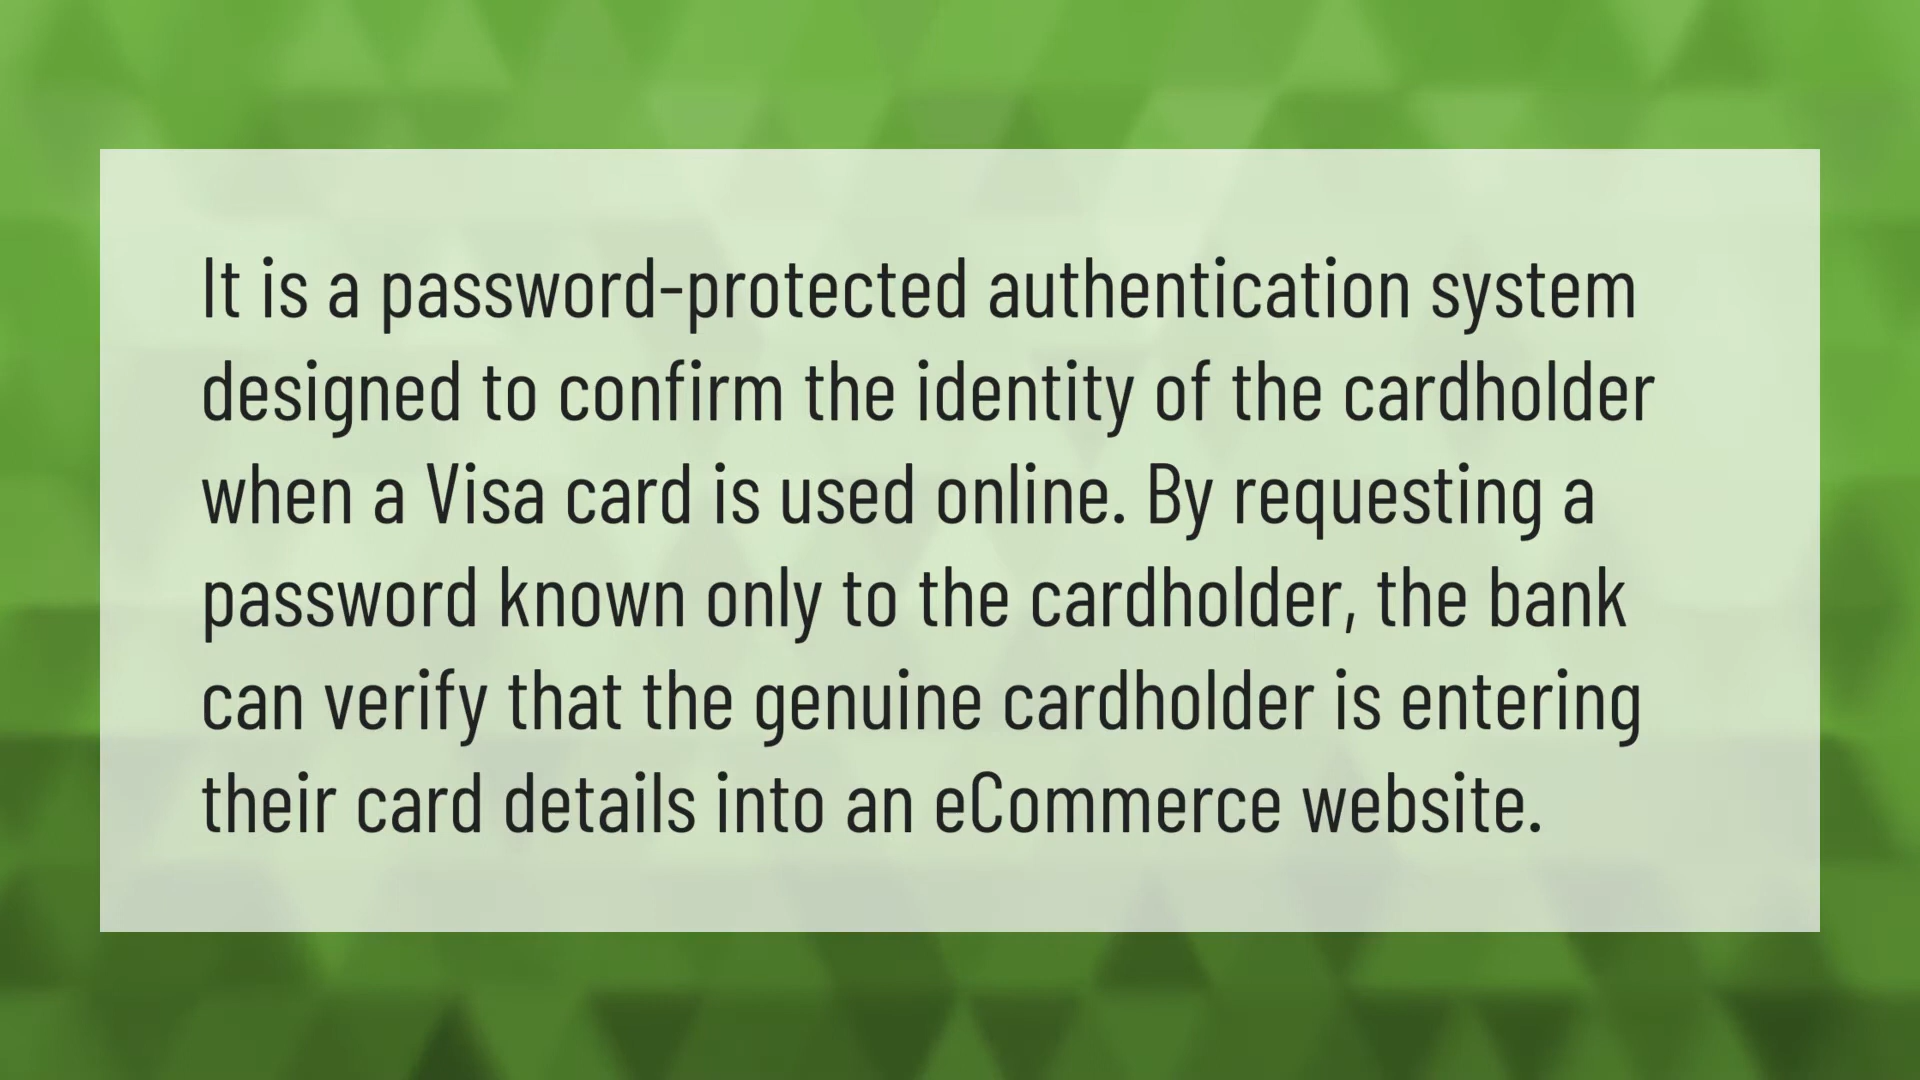 It is a password-protected authentication system
designed to confirm the identity of the cardholder
when a Visa card is used online. By requesting a
password known only to the cardholder, the bank
can verify that the genuine cardholder is entering
their card details into an eCommerce website.